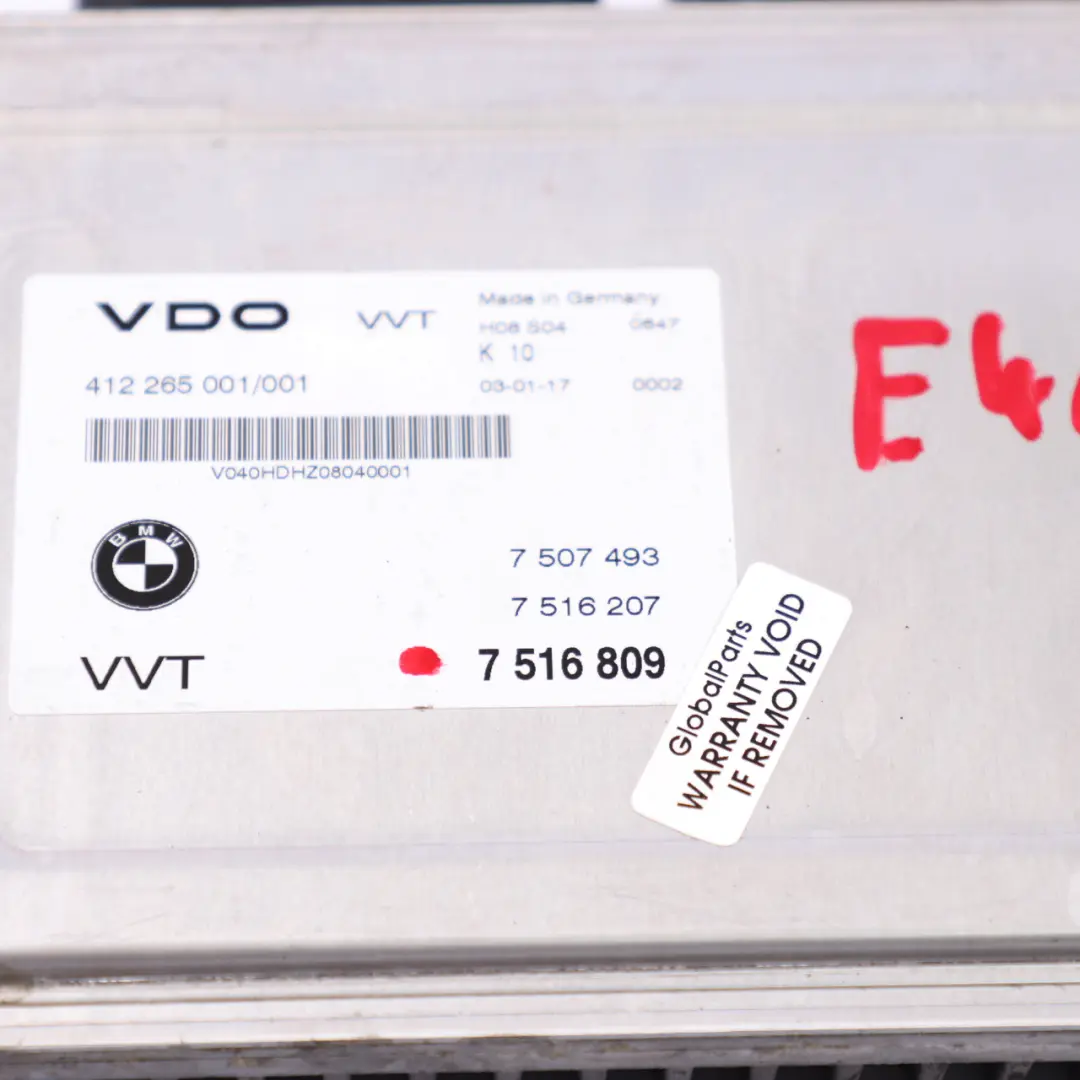 VDO VVT Made in Germany
H08 S04 0647
K 10
412 265 001/001 03-01-17 0002
V040HDHZ08040001
BMW
7 507 493
7 516 207
VVT 7 516 809
GlobalParts
WARRANTY VOID
IF REMOVED
E4